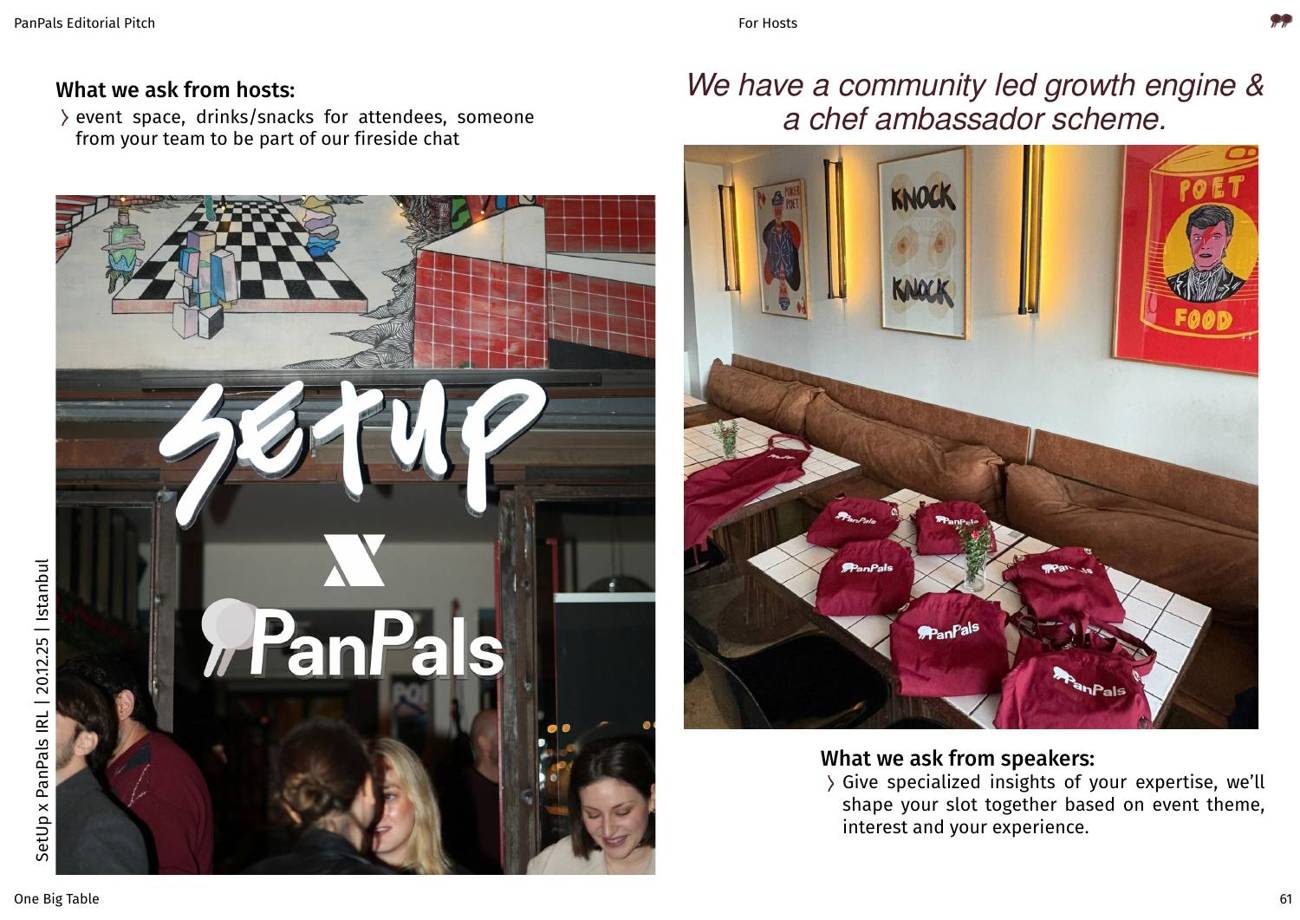 PanPals Editorial Pitch
For Hosts
What we ask from hosts:
event space, drinks/snacks for attendees, someone
from your team to be part of our fireside chat
SETUP
X
PanPals
SetUp x PanPals IRL | 20.12.25 | Istanbul
We have a community led growth engine &
a chef ambassador scheme.
POKER
POET
KNOCK
KNOCK
POET
FOOD
PanPals
PanPals
PanPals
PanPals
PanPals
What we ask from speakers:
Give specialized insights of your expertise, we'll
shape your slot together based on event theme,
interest and your experience.
One Big Table
61